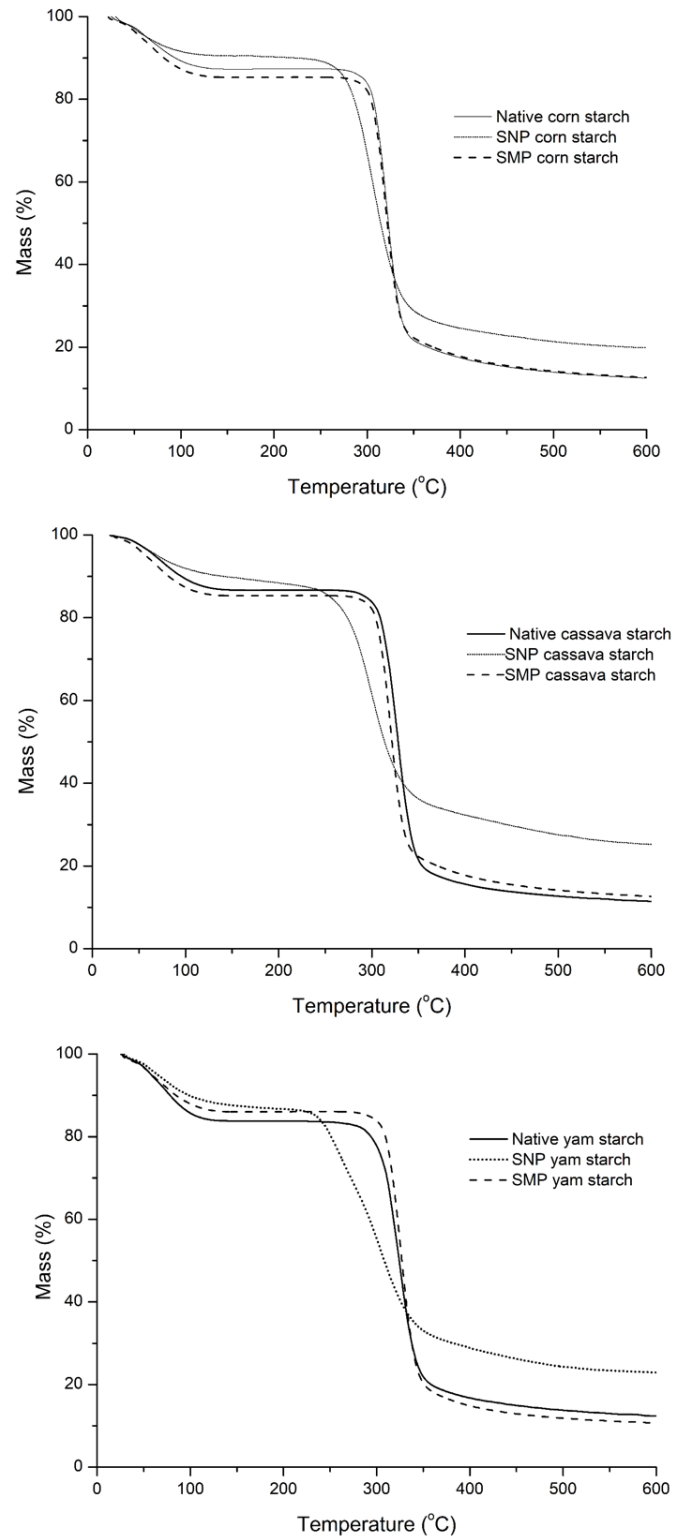 100
80
60
40
20
0
Mass (%)
Native corn starch
SNP corn starch
SMP corn starch
0 100 200 300 400 500 600
Temperature (°C)
100
80
60
40
20
0
Mass (%)
Native cassava starch
SNP cassava starch
SMP cassava starch
0 100 200 300 400 500 600
Temperature (°C)
100
80
60
40
20
0
Mass (%)
Native yam starch
SNP yam starch
SMP yam starch
0 100 200 300 400 500 600
Temperature (°C)